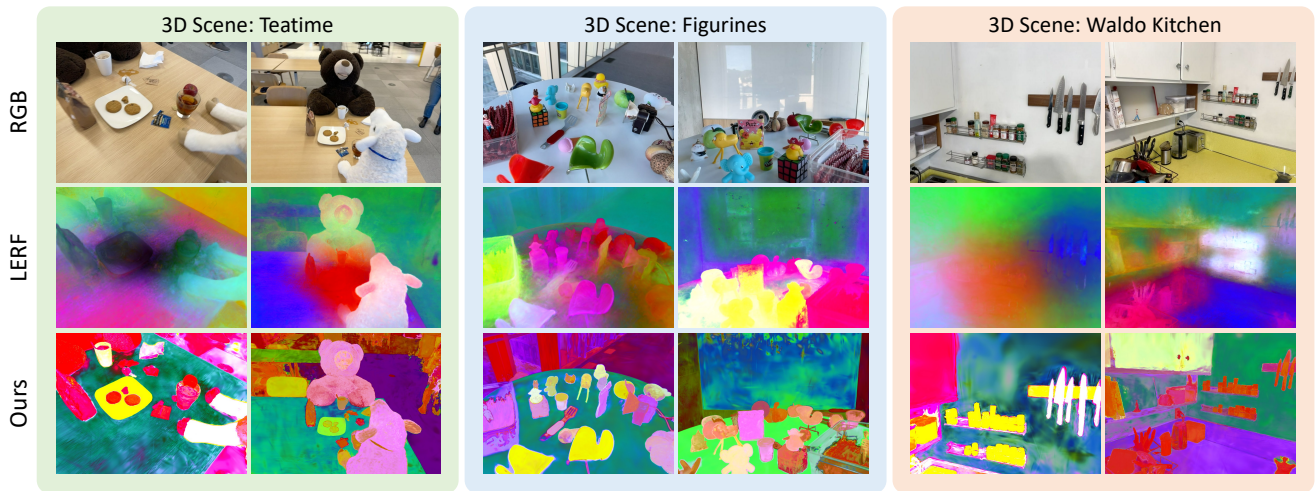 3D Scene: Teatime
3D Scene: Figurines
3D Scene: Waldo Kitchen
RGB
LERF
Ours